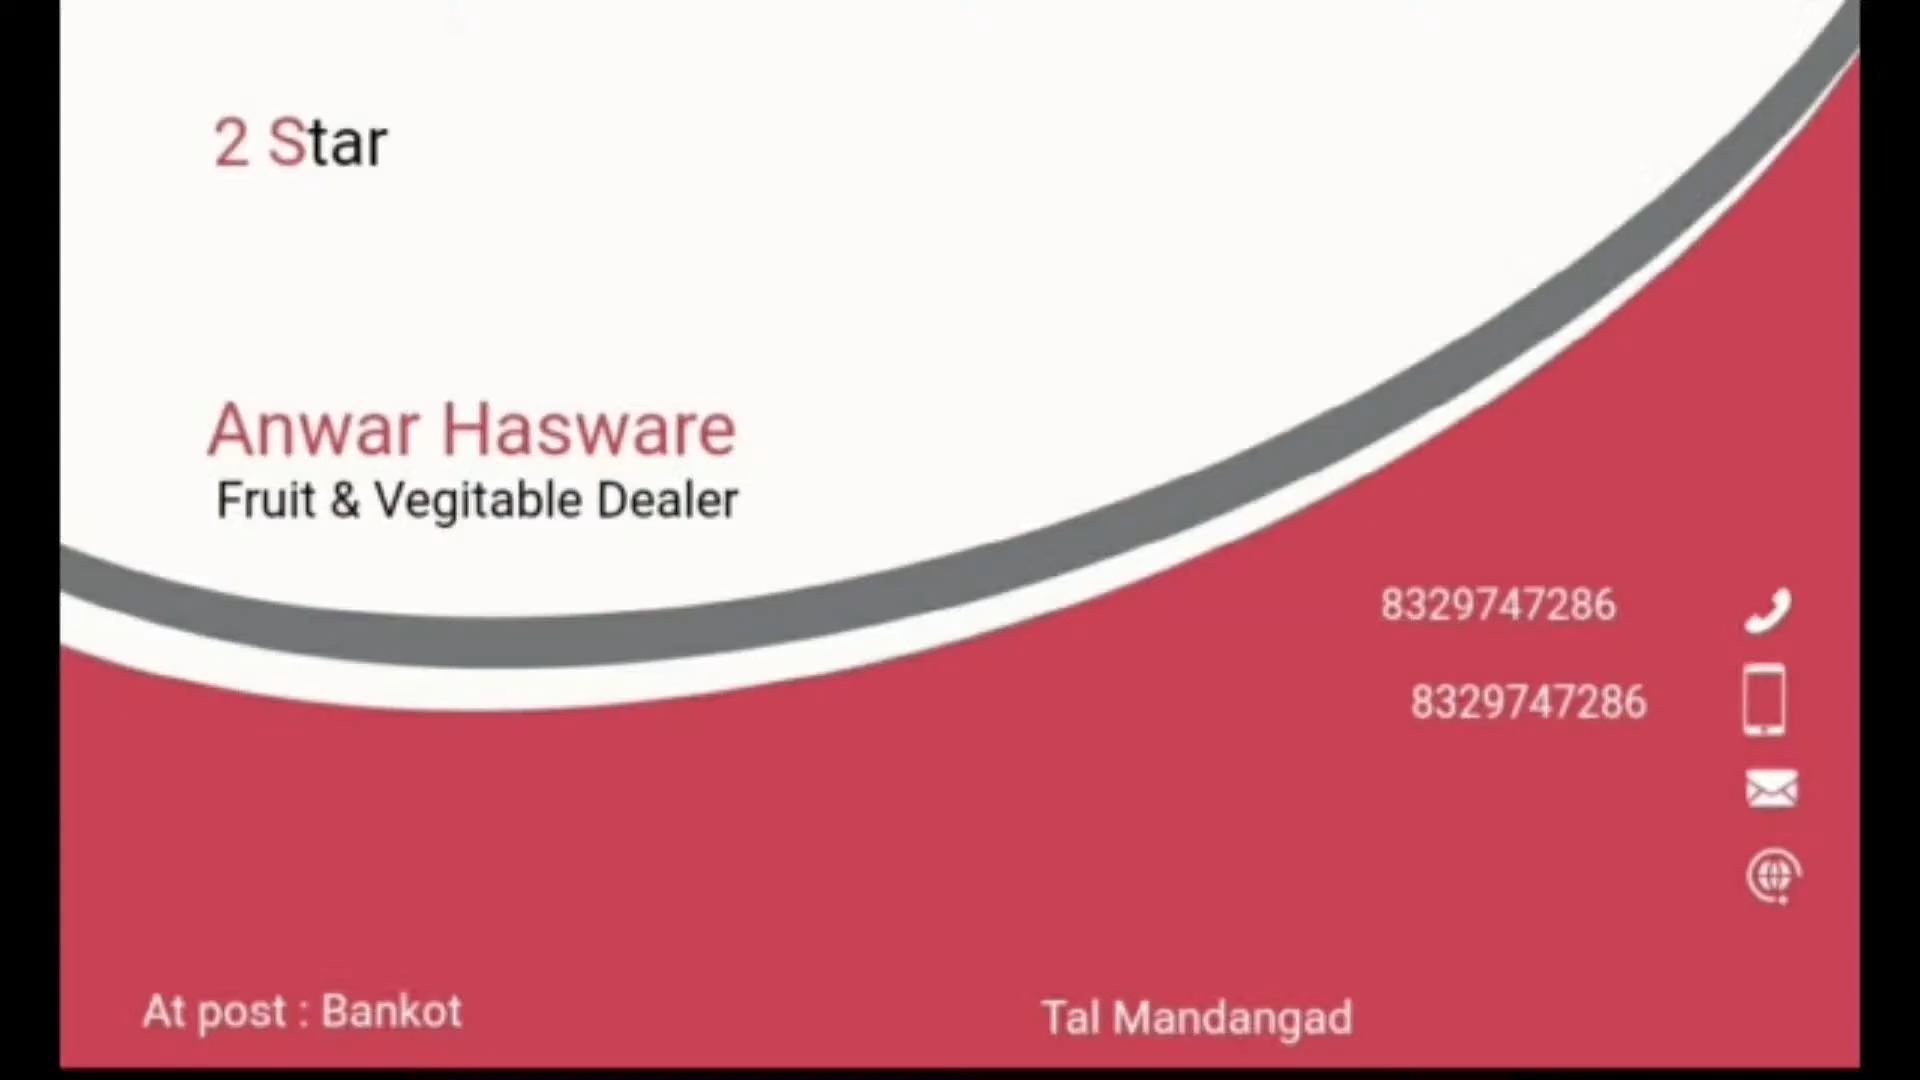 2 Star
Anwar Hasware
Fruit & Vegitable Dealer
8329747286
8329747286
At post : Bankot
Tal Mandangad